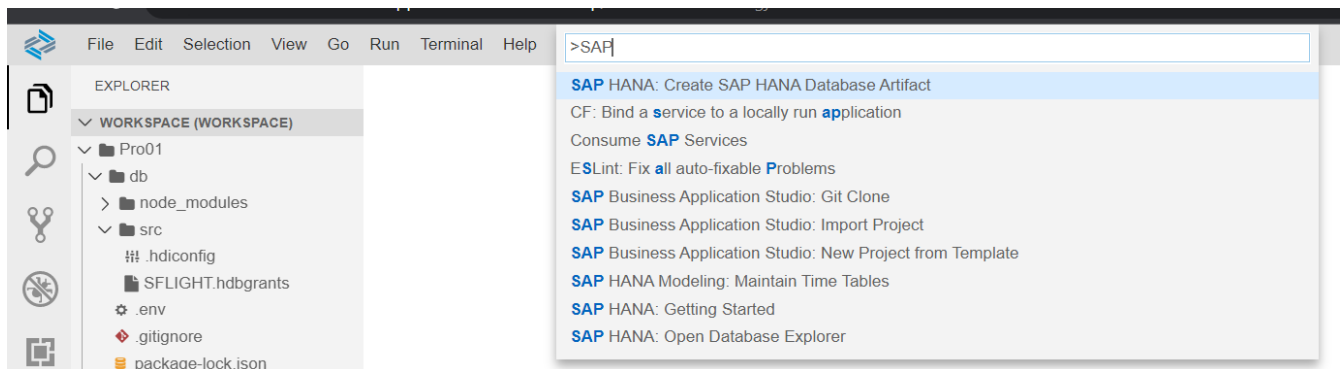 File Edit Selection View Go Run Terminal Help
>SAP
EXPLORER
WORKSPACE (WORKSPACE)
Pro01
db
node_modules
src
.hdiconfig
SFLIGHT.hdbgrants
.env
.gitignore
package-lock.json
SAP HANA: Create SAP HANA Database Artifact
CF: Bind a service to a locally run application
Consume SAP Services
ESLint: Fix all auto-fixable Problems
SAP Business Application Studio: Git Clone
SAP Business Application Studio: Import Project
SAP Business Application Studio: New Project from Template
SAP HANA Modeling: Maintain Time Tables
SAP HANA: Getting Started
SAP HANA: Open Database Explorer